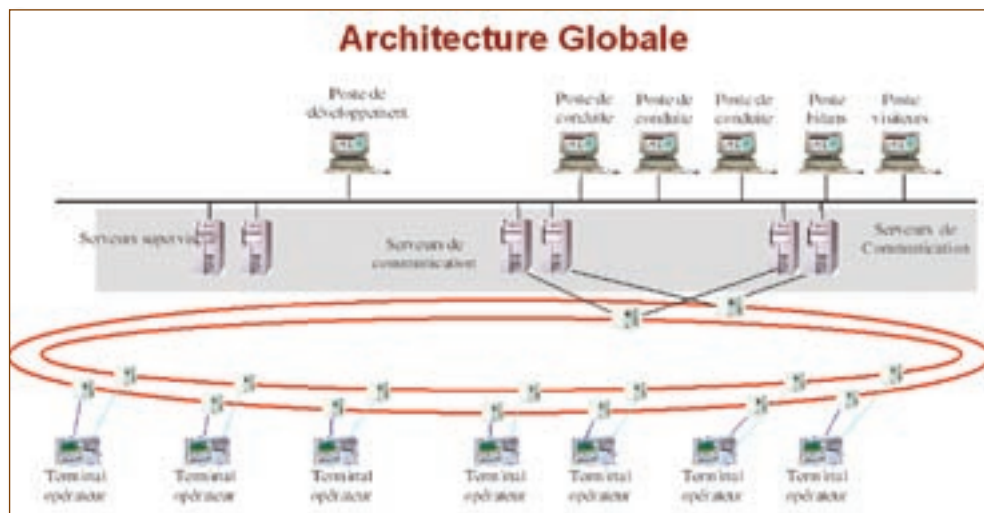 Architecture Globale
Poste de
développement
Poste de
conduite
Poste de
conduite
Poste de
conduite
Poste
bilans
Poste
visiteurs
Serveurs
Serveurs de
communication
Serveurs de
Communication
Terminal
opérateur
Terminal
opérateur
Terminal
opérateur
Terminal
opérateur
Terminal
opérateur
Terminal
opérateur
Terminal
opérateur